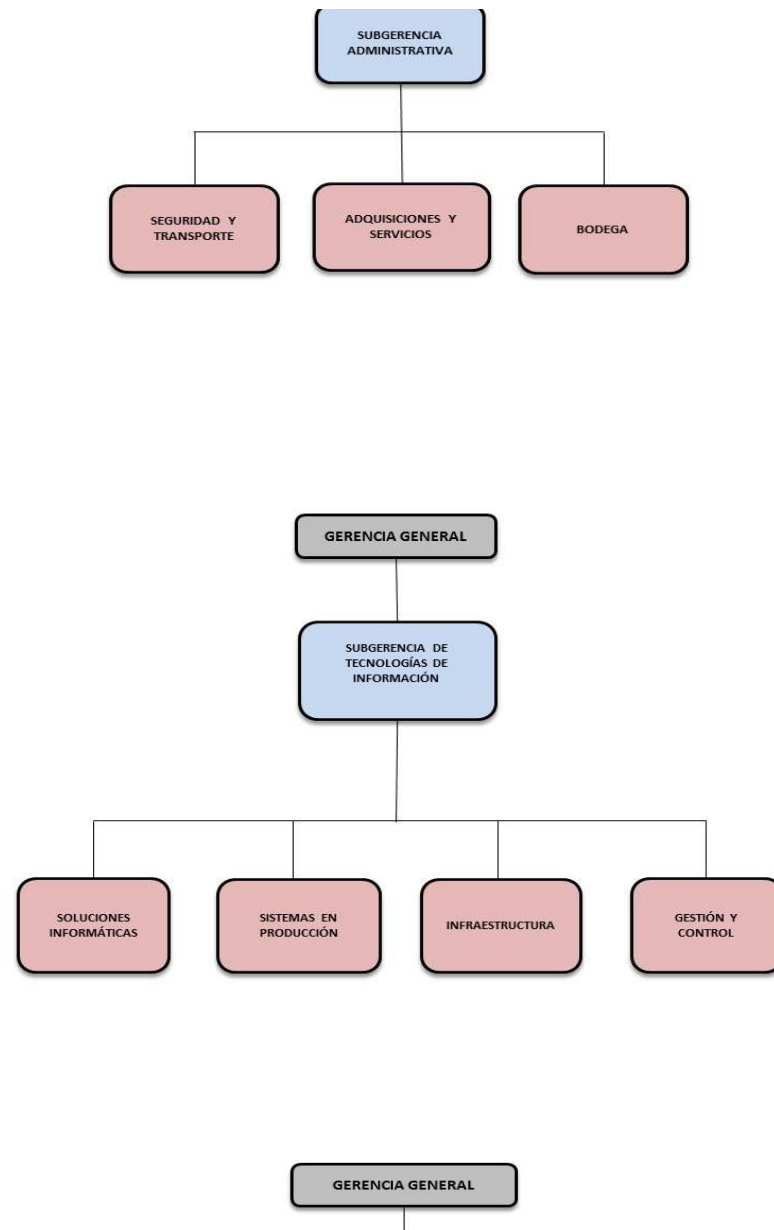 SUBGERENCIA
ADMINISTRATIVA
SEGURIDAD Y
TRANSPORTE
ADQUISICIONES Y
SERVICIOS
BODEGA
GERENCIA GENERAL
SUBGERENCIA DE
TECNOLOGÍAS DE
INFORMACIÓN
SOLUCIONES
INFORMÁTICAS
SISTEMAS EN
PRODUCCIÓN
INFRAESTRUCTURA
GESTIÓN Y
CONTROL
GERENCIA GENERAL